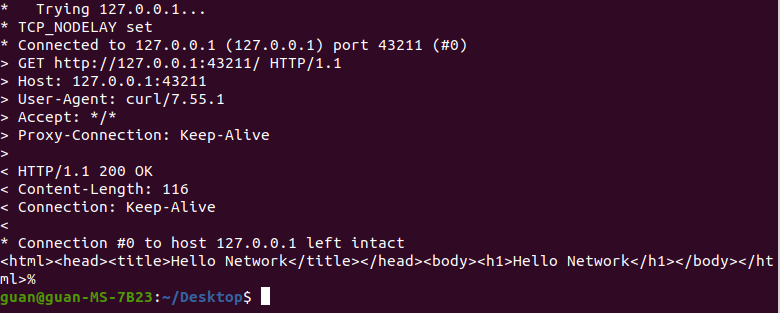 *   Trying 127.0.0.1...
* TCP_NODELAY set
* Connected to 127.0.0.1 (127.0.0.1) port 43211 (#0)
> GET http://127.0.0.1:43211/ HTTP/1.1
> Host: 127.0.0.1:43211
> User-Agent: curl/7.55.1
> Accept: */*
> Proxy-Connection: Keep-Alive
>
< HTTP/1.1 200 OK
< Content-Length: 116
< Connection: Keep-Alive
<
* Connection #0 to host 127.0.0.1 left intact
<html><head><title>Hello Network</title></head><body><h1>Hello Network</h1></body></ht
ml>%
guan@guan-MS-7B23:~/Desktop$